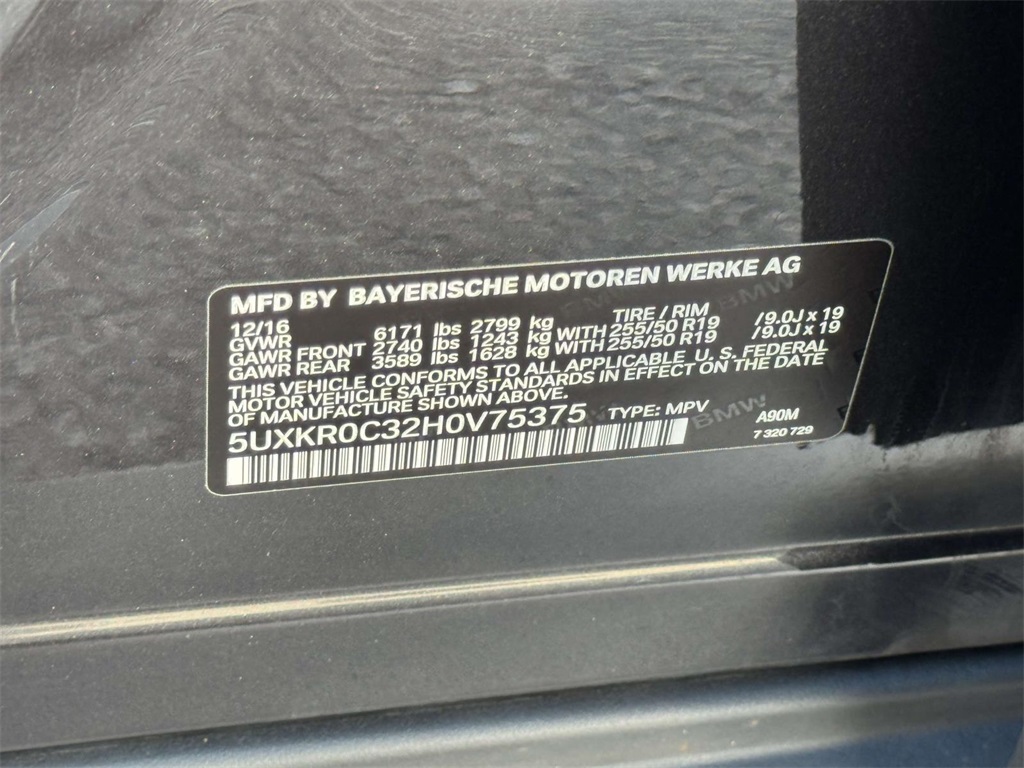 MFD BY BAYERISCHE MOTOREN WERKE AG
12/16 TIRE / RIM
GVWR 6171 lbs 2799 kg
GAWR FRONT 2740 lbs 1243 kg WITH 255/50 R19 /9.0J x 19
GAWR REAR 3589 lbs 1628 kg WITH 255/50 R19 /9.0J x 19
THIS VEHICLE CONFORMS TO ALL APPLICABLE U. S. FEDERAL
MOTOR VEHICLE SAFETY STANDARDS IN EFFECT ON THE DATE
OF MANUFACTURE SHOWN ABOVE.
5UXKR0C32H0V75375 TYPE: MPV A90M
7 320 729
BMW
BMW
BMW